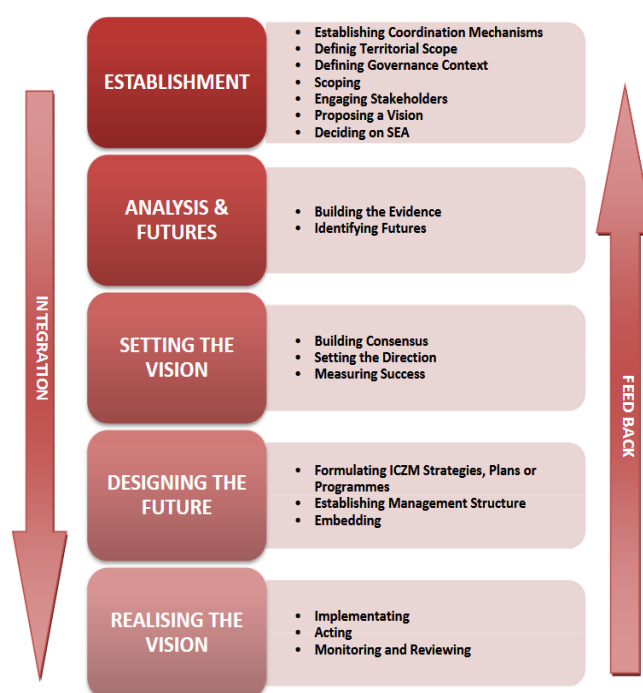 ESTABLISHMENT
• Establishing Coordination Mechanisms
• Defining Territorial Scope
• Defining Governance Context
• Scoping
• Engaging Stakeholders
• Proposing a Vision
• Deciding on SEA
ANALYSIS &
FUTURES
• Building the Evidence
• Identifying Futures
SETTING THE
VISION
• Building Consensus
• Setting the Direction
• Measuring Success
DESIGNING THE
FUTURE
• Formulating ICZM Strategies, Plans or
Programmes
• Establishing Management Structure
• Embedding
REALISING THE
VISION
• Implementating
• Acting
• Monitoring and Reviewing
INTEGRATION
FEED BACK